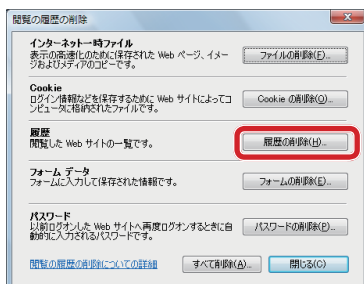 閲覧の履歴の削除
インターネット一時ファイル
表示の高速化のために保存された Web ページ、イメー
ジおよびメディアのコピーです。
ファイルの削除(F)...
Cookie
ログイン情報などを保存するために Web サイトによってコ
ンピュータに格納されたファイルです。
Cookie の削除(O)...
履歴
閲覧した Web サイトの一覧です。
履歴の削除(H)...
フォーム データ
フォームに入力して保存された情報です。
フォームの削除(E)...
パスワード
以前ログオンした Web サイトへ再度ログオンするときに自
動的に入力されるパスワードです。
パスワードの削除(P)...
閲覧の履歴の削除についての詳細
すべて削除(A)...
閉じる(C)